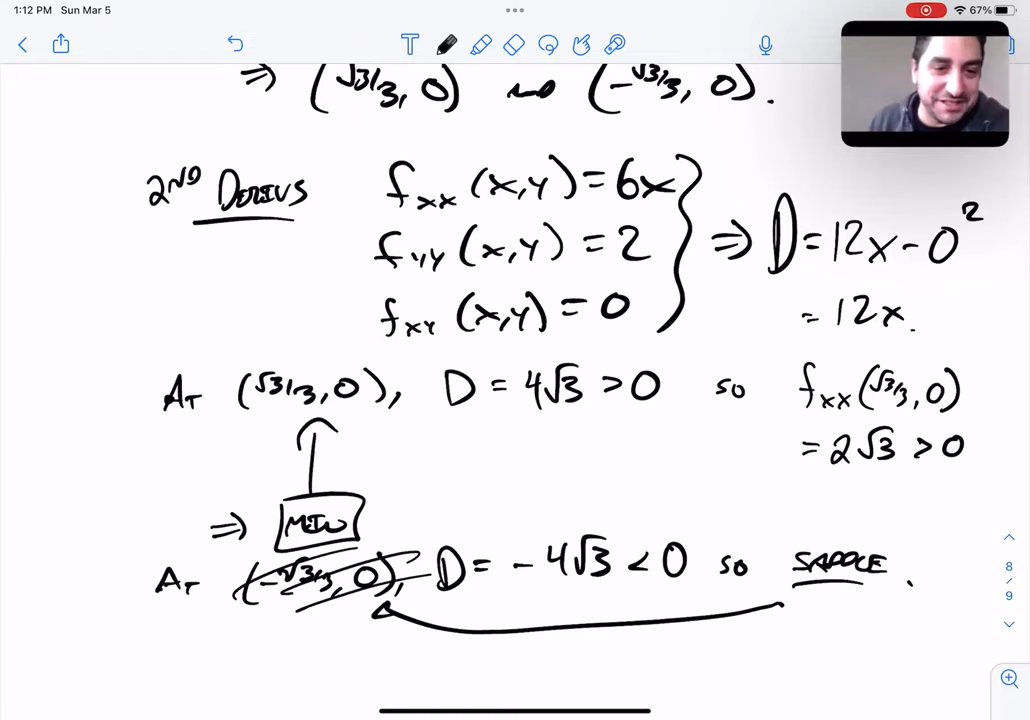 1:12 PM Sun Mar 5
67%
⇒ (√3/3, 0) and (-√3/3, 0).
2ND DERIVS
fxx (x,y) = 6x
fyy (x,y) = 2
fxy (x,y) = 0
⇒ D = 12x - 0²
= 12x.
AT (√3/3, 0), D = 4√3 > 0 so fxx(√3/3, 0)
= 2√3 > 0
⇒ MIN
AT (-√3/3, 0), D = -4√3 < 0 so SADDLE.
8
/
9